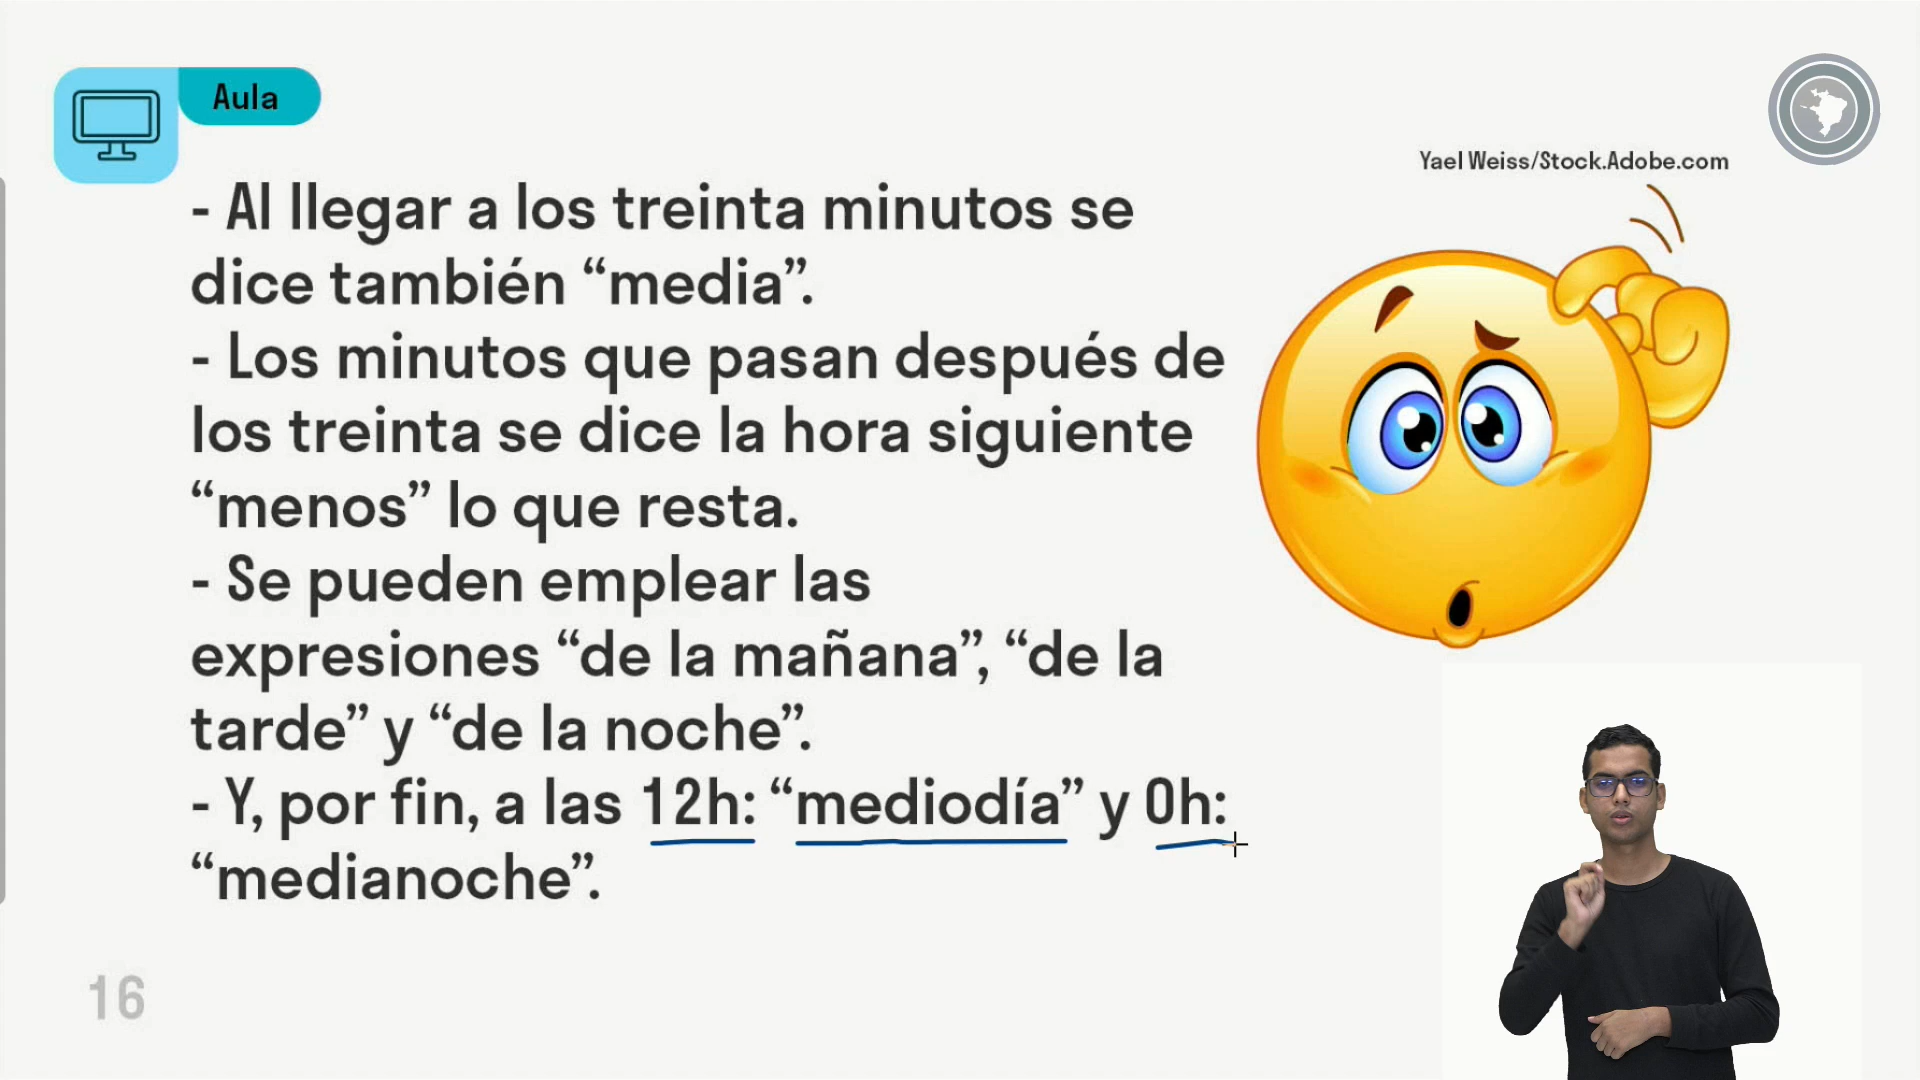 Aula
Yael Weiss/Stock.Adobe.com
- Al llegar a los treinta minutos se
dice también “media”.
- Los minutos que pasan después de
los treinta se dice la hora siguiente
“menos” lo que resta.
- Se pueden emplear las
expresiones “de la mañana”, “de la
tarde” y “de la noche”.
- Y, por fin, a las 12h: “mediodía” y 0h:
“medianoche”.
16